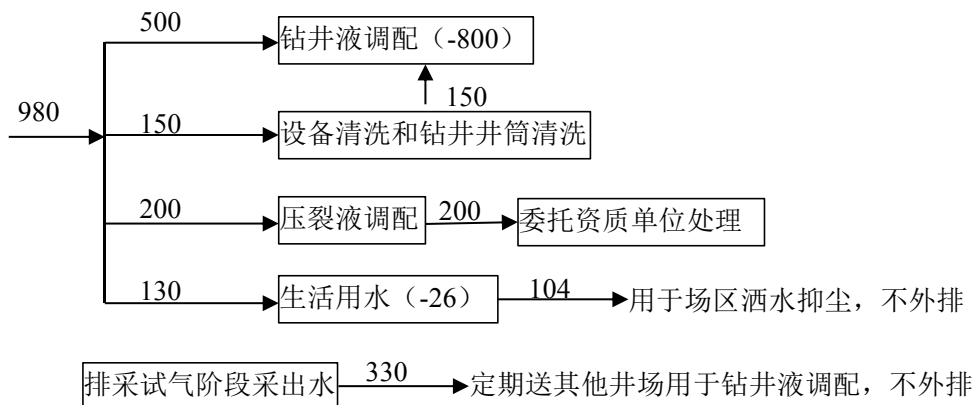 500
钻井液调配（-800）
150
980
150
设备清洗和钻井井筒清洗
200
压裂液调配
200
委托资质单位处理
130
生活用水（-26）
104
用于场区洒水抑尘，不外排
排采试气阶段采出水
330
定期送其他井场用于钻井液调配，不外排